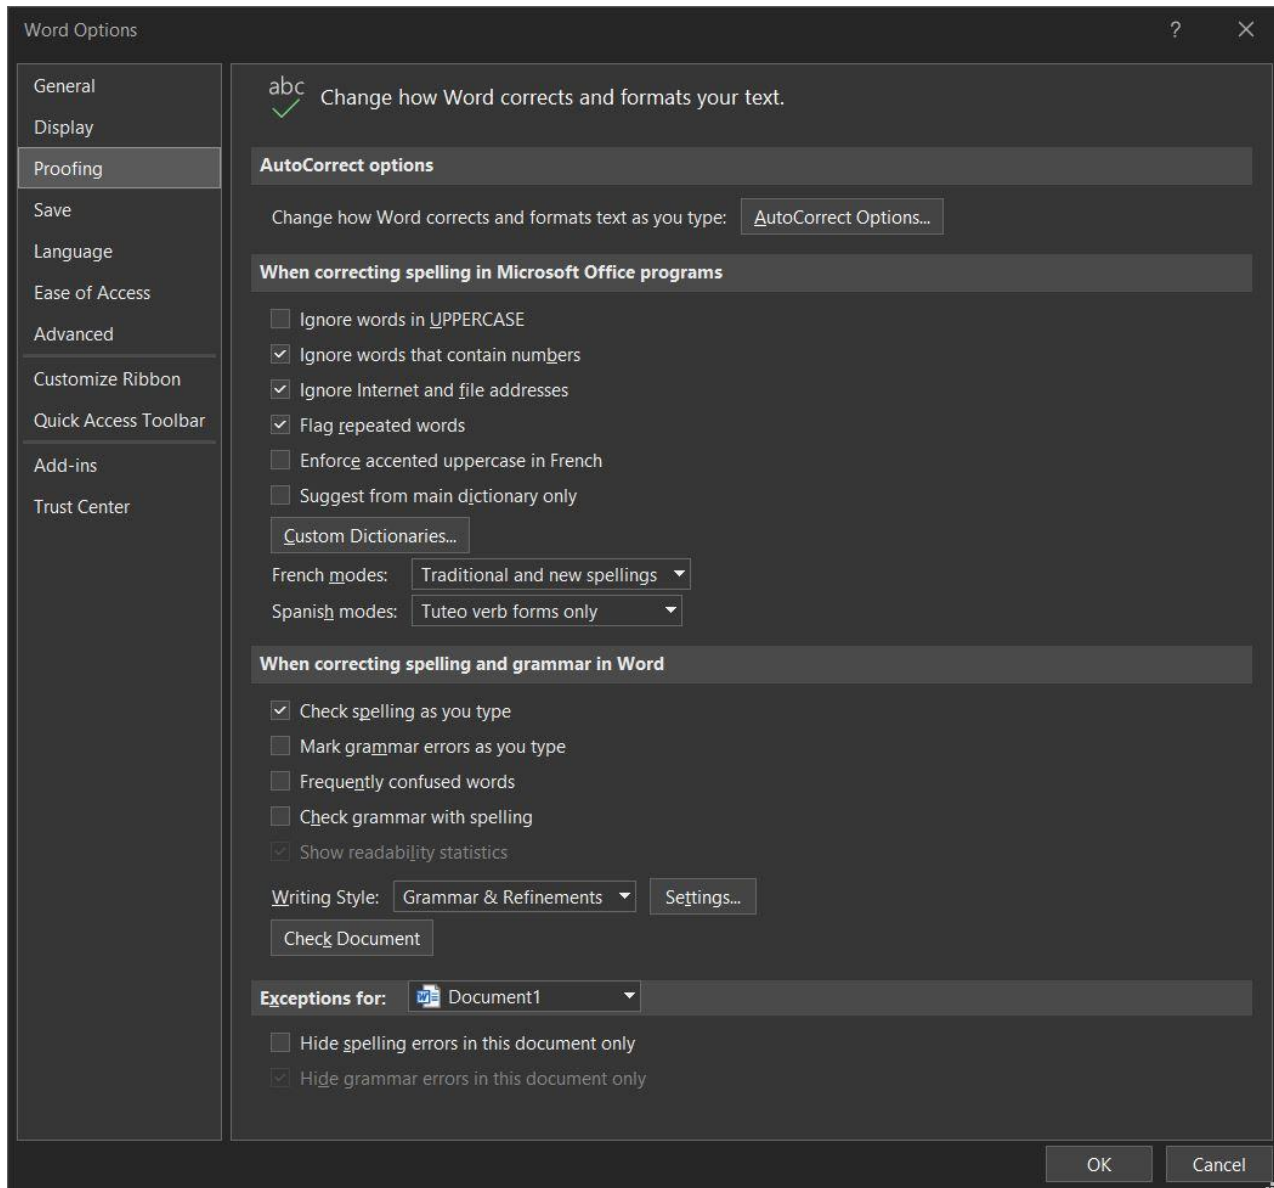 Word Options
General
Display
Proofing
Save
Language
Ease of Access
Advanced
Customize Ribbon
Quick Access Toolbar
Add-ins
Trust Center
abc
Change how Word corrects and formats your text.
AutoCorrect options
Change how Word corrects and formats text as you type: AutoCorrect Options...
When correcting spelling in Microsoft Office programs
Ignore words in UPPERCASE
Ignore words that contain numbers
Ignore Internet and file addresses
Flag repeated words
Enforce accented uppercase in French
Suggest from main dictionary only
Custom Dictionaries...
French modes: Traditional and new spellings
Spanish modes: Tuteo verb forms only
When correcting spelling and grammar in Word
Check spelling as you type
Mark grammar errors as you type
Frequently confused words
Check grammar with spelling
Show readability statistics
Writing Style: Grammar & Refinements Settings...
Check Document
Exceptions for: Document1
Hide spelling errors in this document only
Hide grammar errors in this document only
OK Cancel